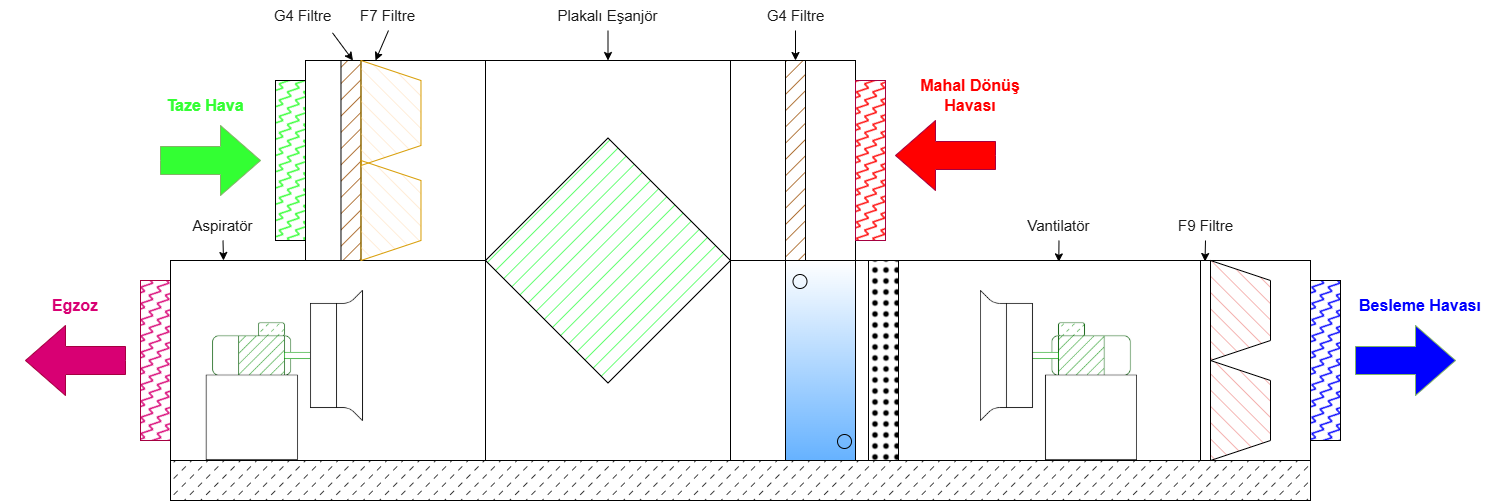 G4 Filtre
F7 Filtre
Plakalı Eşanjör
G4 Filtre
Taze Hava
Mahal Dönüş
Havası
Aspiratör
Vantilatör
F9 Filtre
Egzoz
Besleme Havası